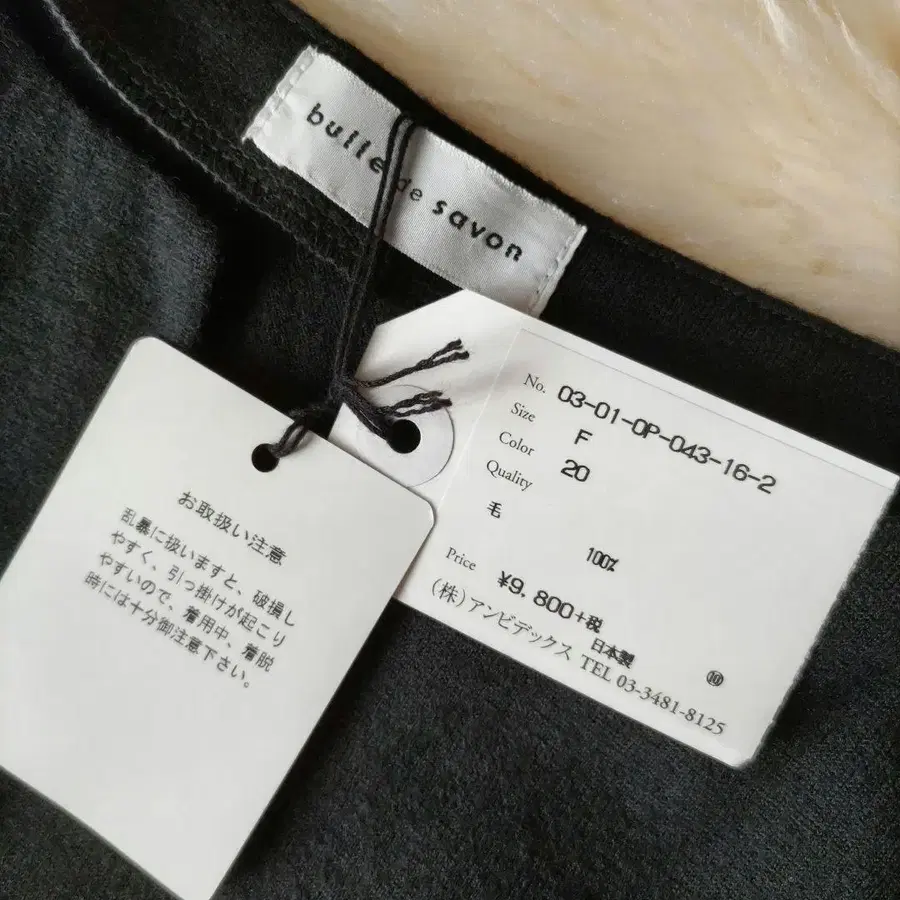 bulle de savon
No. 03-01-OP-043-16-2
Size F
Color 20
Quality
毛 100%
Price ¥9,800+税
日本製 ⑩
(株)アンビデックス TEL 03-3481-8125
お取扱い注意
乱暴に扱いますと、破損し
やすく、引っ掛けが起こり
やすいので、着用中、着脱
時には十分御注意下さい。